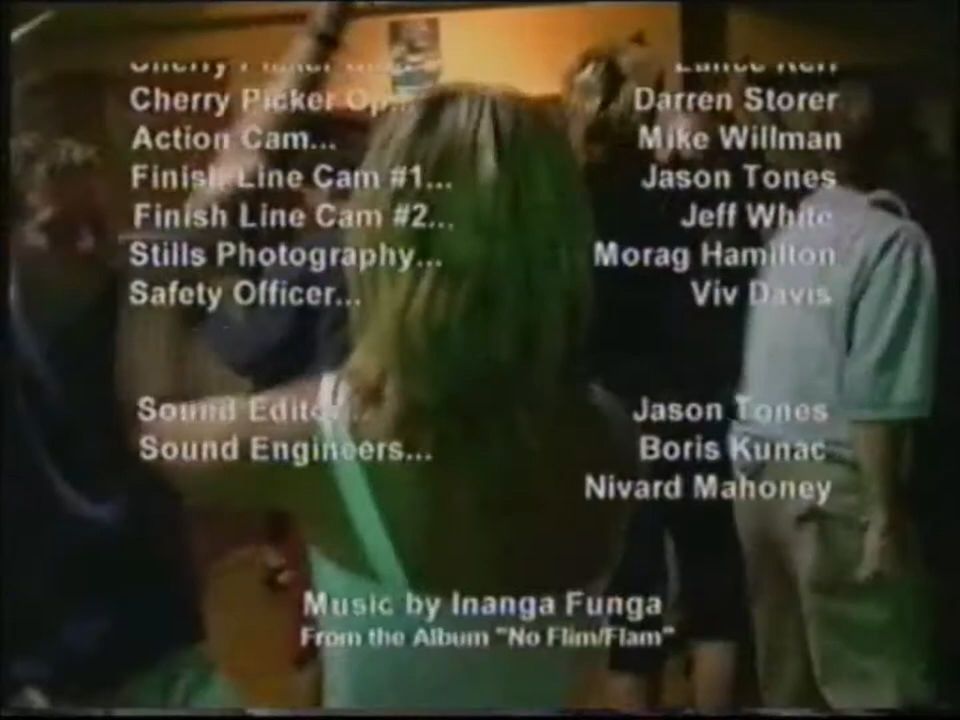 Cherry Picker Op... Darren Storer
Action Cam... Mike Willman
Finish Line Cam #1... Jason Tones
Finish Line Cam #2... Jeff White
Stills Photography... Morag Hamilton
Safety Officer... Viv Davis
Sound Editor... Jason Tones
Sound Engineers... Boris Kunac
Nivard Mahoney
Music by Inanga Funga
From the Album "No Flim/Flam"